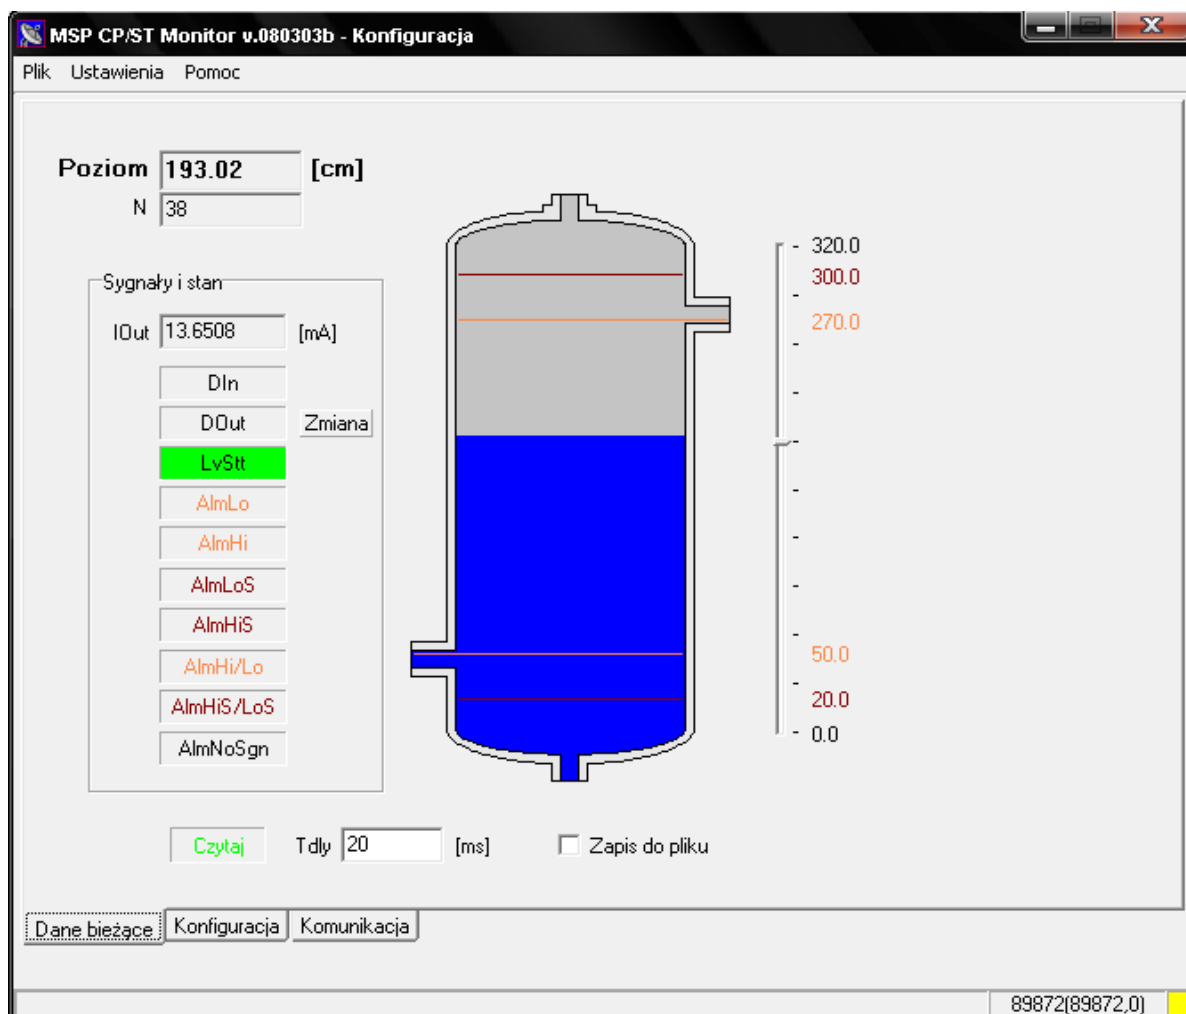 MSP CP/ST Monitor v.080303b - Konfiguracja
Plik Ustawienia Pomoc
Poziom 193.02 [cm]
N 38
Sygnały i stan
IOut 13.6508 [mA]
DIn
DOut Zmiana
LvStt
AlmLo
AlmHi
AlmLoS
AlmHiS
AlmHi/Lo
AlmHiS/LoS
AlmNoSgn
320.0
300.0
270.0
50.0
20.0
0.0
Czytaj Tdly 20 [ms] Zapis do pliku
Dane bieżące Konfiguracja Komunikacja
89872(89872,0)